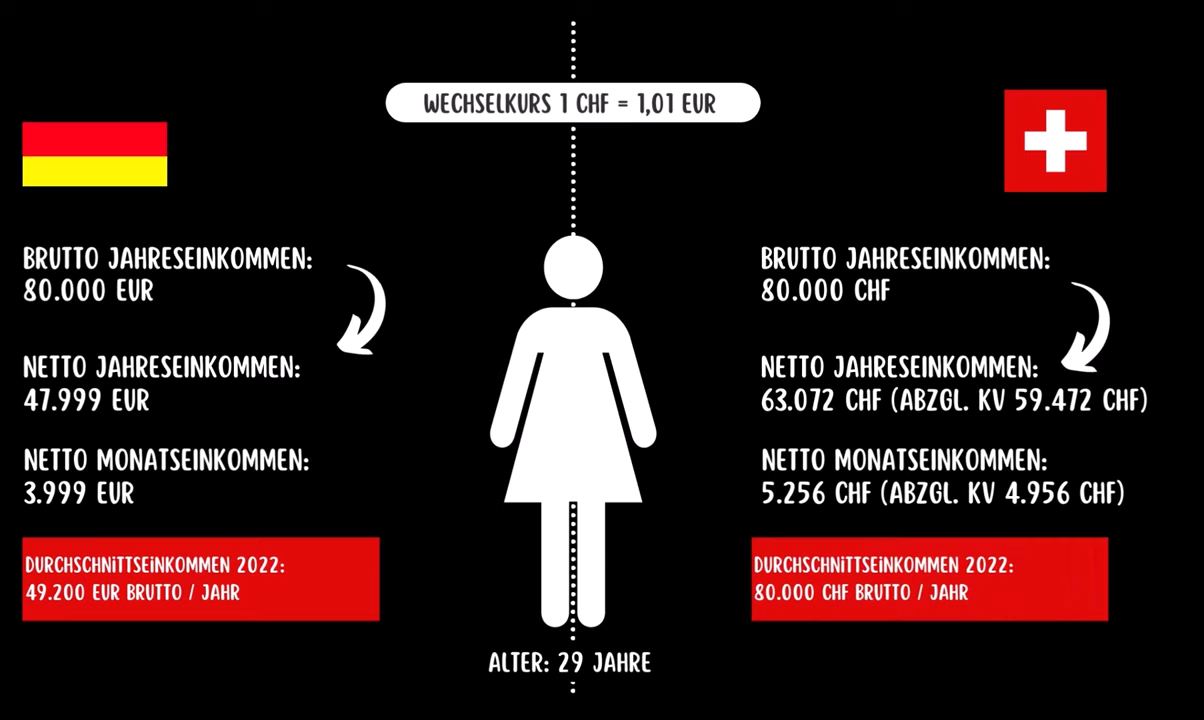 WECHSELKURS 1 CHF = 1,01 EUR
BRUTTO JAHRESEINKOMMEN:
80.000 EUR
NETTO JAHRESEINKOMMEN:
47.999 EUR
NETTO MONATSEINKOMMEN:
3.999 EUR
DURCHSCHNiTTSEiNKOMMEN 2022:
49.200 EUR BRUTTO / JAHR
BRUTTO JAHRESEINKOMMEN:
80.000 CHF
NETTO JAHRESEINKOMMEN:
63.072 CHF (ABZGL. KV 59.472 CHF)
NETTO MONATSEINKOMMEN:
5.256 CHF (ABZGL. KV 4.956 CHF)
DURCHSCHNiTTSEiNKOMMEN 2022:
80.000 CHF BRUTTO / JAHR
ALTER: 29 JAHRE